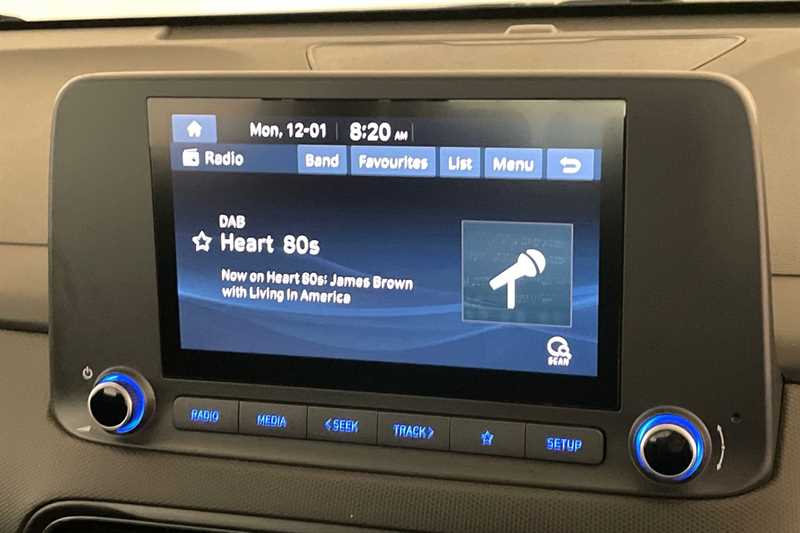 Mon, 12-01 8:20 AM
Radio Band Favourites List Menu
DAB
Heart 80s
Now on Heart 80s: James Brown
with Living In America
SCAN
RADIO MEDIA <SEEK TRACK> SETUP